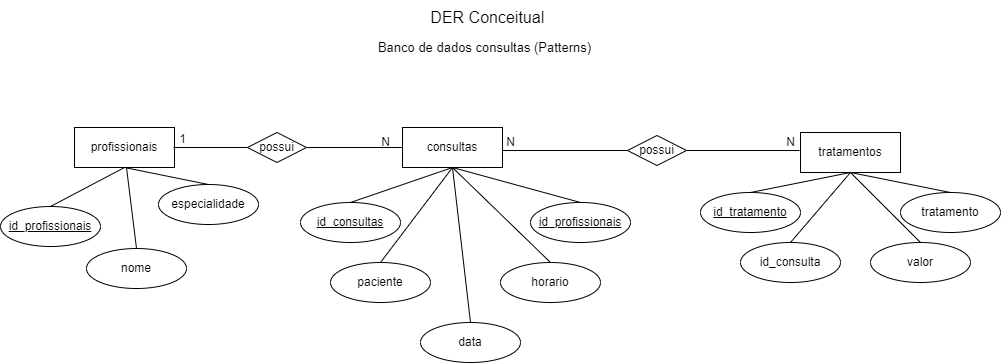 DER Conceitual
Banco de dados consultas (Patterns)
profissionais
1
possui
N
consultas
N
possui
N
tratamentos
id_profissionais
nome
especialidade
id_consultas
paciente
data
horario
id_profissionais
id_tratamento
id_consulta
valor
tratamento